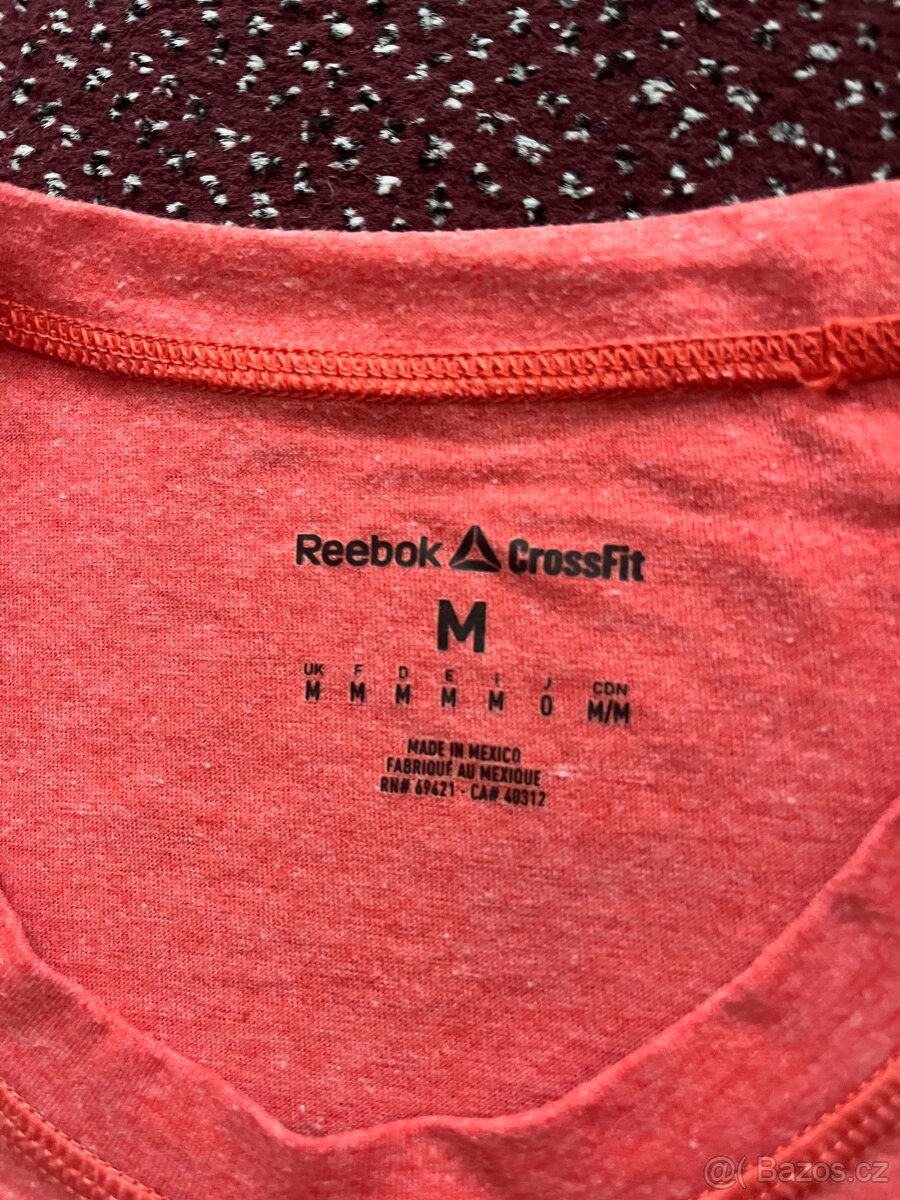 Reebok CrossFit
M
UK F D E I J CDN
M M M M M O M/M
MADE IN MEXICO
FABRIQUÉ AU MEXIQUE
RN# 69421 - CA# 40312
@( Bazos.cz